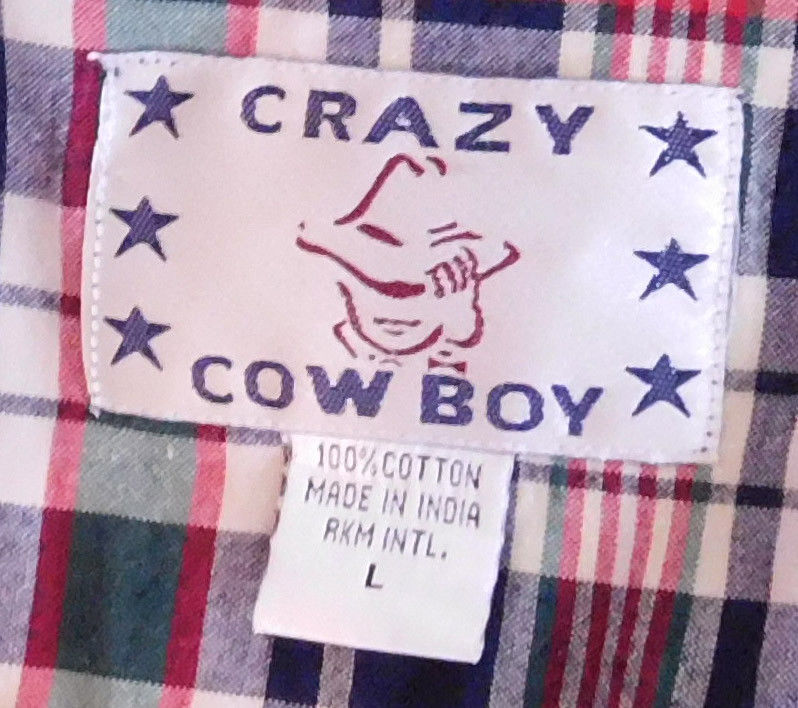 CRAZY
COW BOY
100% COTTON
MADE IN INDIA
RKM INTL.
L